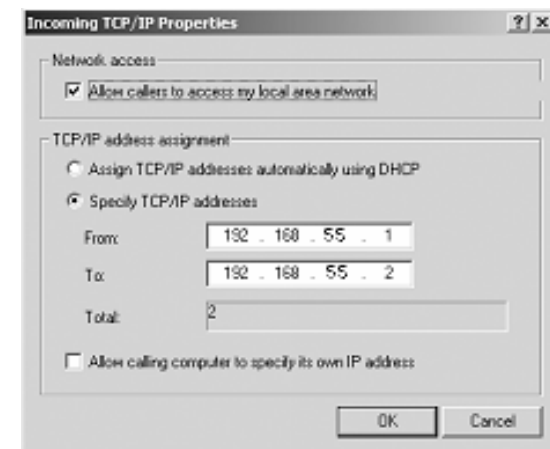 Incoming TCP/IP Properties
Network access
Allow callers to access my local area network
TCP/IP address assignment
Assign TCP/IP addresses automatically using DHCP
Specify TCP/IP addresses
From: 192 . 168 . 55 . 1
To: 192 . 168 . 55 . 2
Total: 2
Allow calling computer to specify its own IP address
OK Cancel